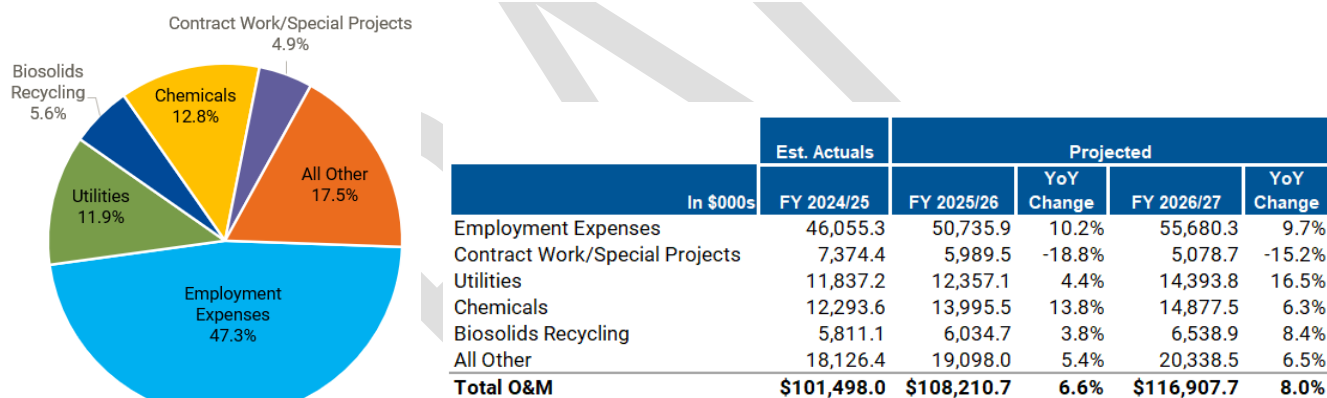 Contract Work/Special Projects
4.9%
Biosolids
Recycling
5.6%
Chemicals
12.8%
All Other
17.5%
Utilities
11.9%
Employment
Expenses
47.3%
Est. Actuals Projected
In $000s FY 2024/25 FY 2025/26 YoY Change FY 2026/27 YoY Change
Employment Expenses 46,055.3 50,735.9 10.2% 55,680.3 9.7%
Contract Work/Special Projects 7,374.4 5,989.5 -18.8% 5,078.7 -15.2%
Utilities 11,837.2 12,357.1 4.4% 14,393.8 16.5%
Chemicals 12,293.6 13,995.5 13.8% 14,877.5 6.3%
Biosolids Recycling 5,811.1 6,034.7 3.8% 6,538.9 8.4%
All Other 18,126.4 19,098.0 5.4% 20,338.5 6.5%
Total O&M $101,498.0 $108,210.7 6.6% $116,907.7 8.0%